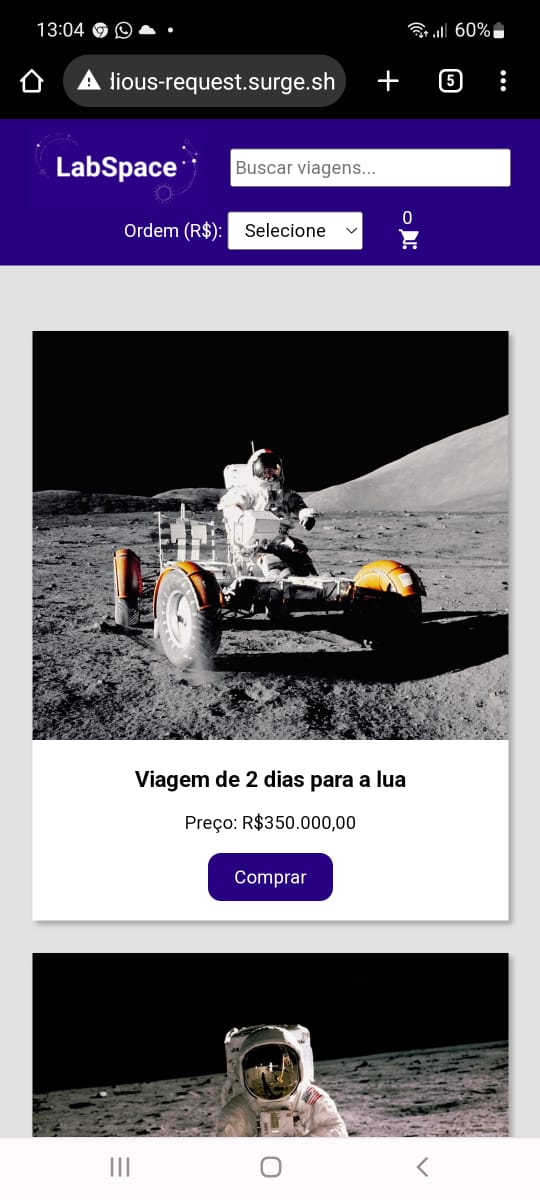 13:04 60%
lious-request.surge.sh 5
LabSpace Buscar viagens...
Ordem (R$): Selecione 0
Viagem de 2 dias para a lua
Preço: R$350.000,00
Comprar